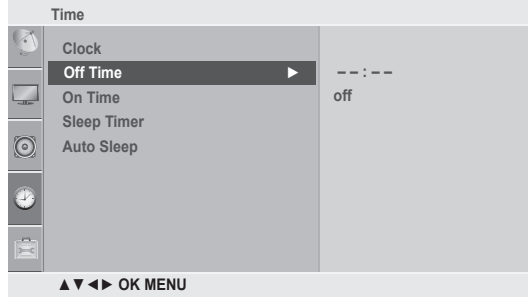 Time
Clock
Off Time ►
On Time
Sleep Timer
Auto Sleep
– – : – –
off
▲▼◄► OK MENU